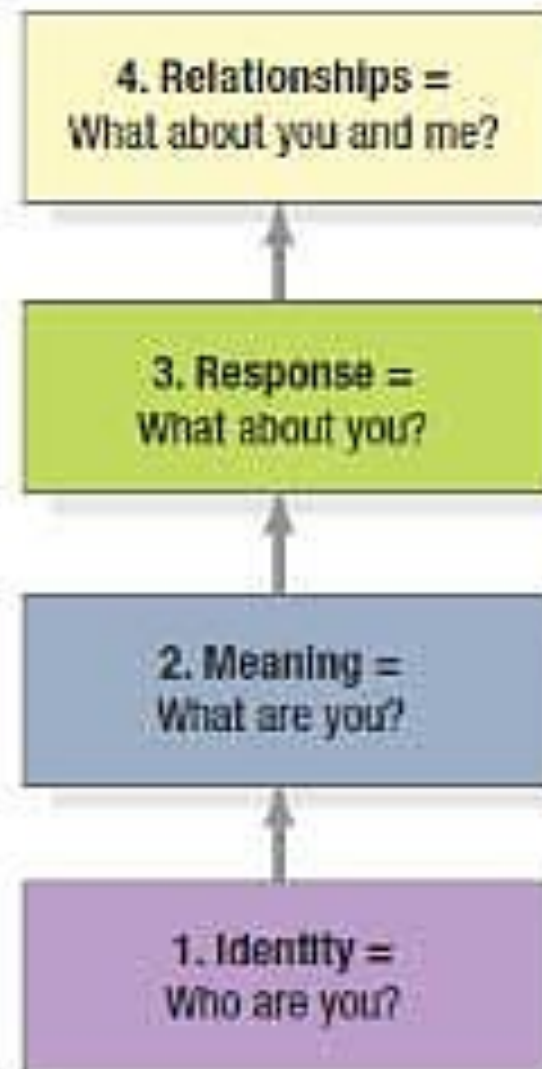 4. Relationships =
What about you and me?
3. Response =
What about you?
2. Meaning =
What are you?
1. Identity =
Who are you?